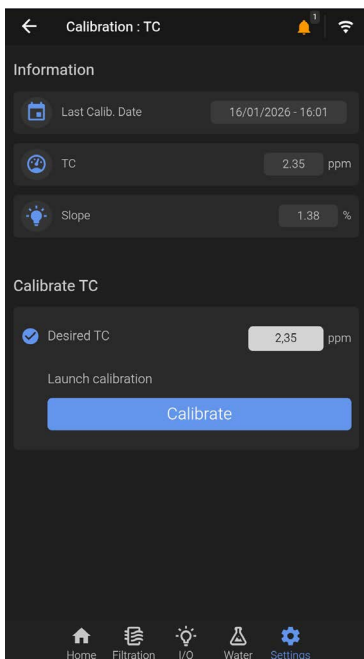 Calibration : TC
1
Information
Last Calib. Date 16/01/2026 - 16:01
TC 2.35 ppm
Slope 1.38 %
Calibrate TC
Desired TC 2,35 ppm
Launch calibration
Calibrate
Home Filtration I/O Water Settings